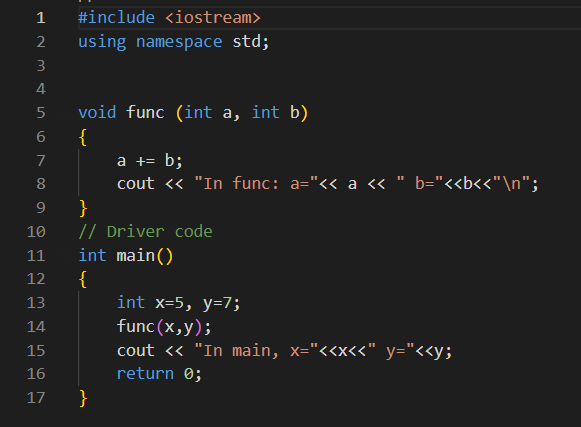 1 #include <iostream>
2 using namespace std;
3
4
5 void func (int a, int b)
6 {
7 a += b;
8 cout << "In func: a="<< a << " b="<<b<<"\n";
9 }
10 // Driver code
11 int main()
12 {
13 int x=5, y=7;
14 func(x,y);
15 cout << "In main, x="<<x<<" y="<<y;
16 return 0;
17 }